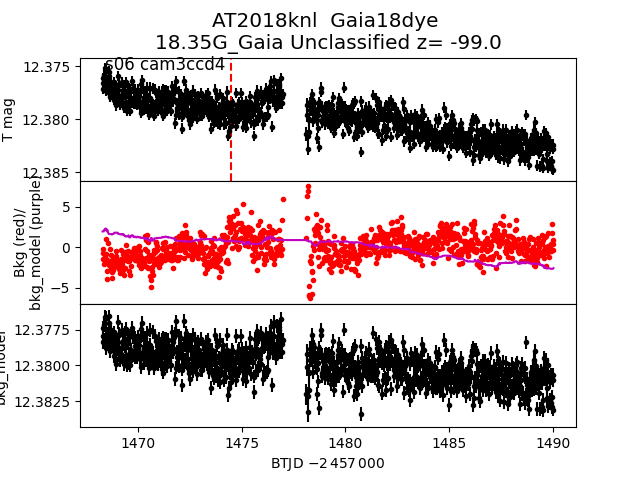 AT2018knl  Gaia18dye
18.35G_Gaia Unclassified z= -99.0
s06 cam3ccd4
12.375
12.380
12.385
T mag
5
0
−5
Bkg (red)/
bkg_model (purple)
12.3775
12.3800
12.3825
bkg_model
1470
1475
1480
1485
1490
BTJD −2 457 000